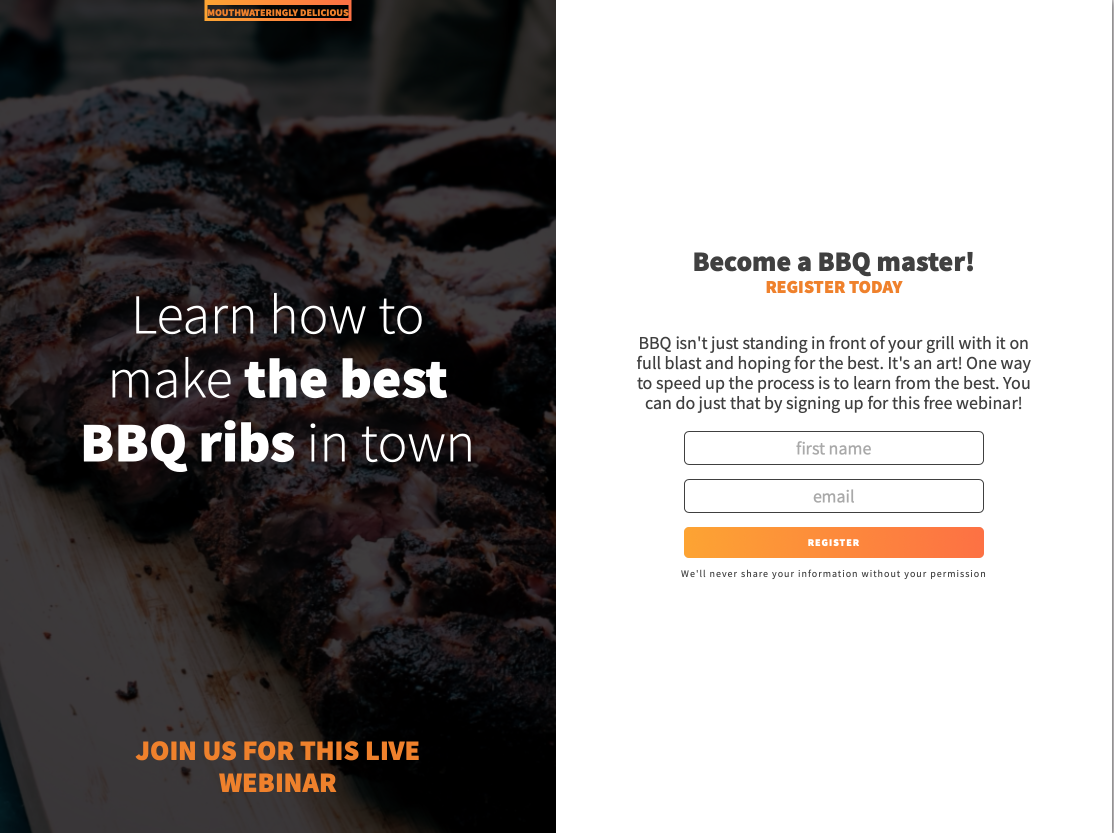 MOUTHWATERINGLY DELICIOUS
Learn how to
make the best
BBQ ribs in town
JOIN US FOR THIS LIVE
WEBINAR
Become a BBQ master!
REGISTER TODAY
BBQ isn't just standing in front of your grill with it on
full blast and hoping for the best. It's an art! One way
to speed up the process is to learn from the best. You
can do just that by signing up for this free webinar!
first name
email
REGISTER
We'll never share your information without your permission